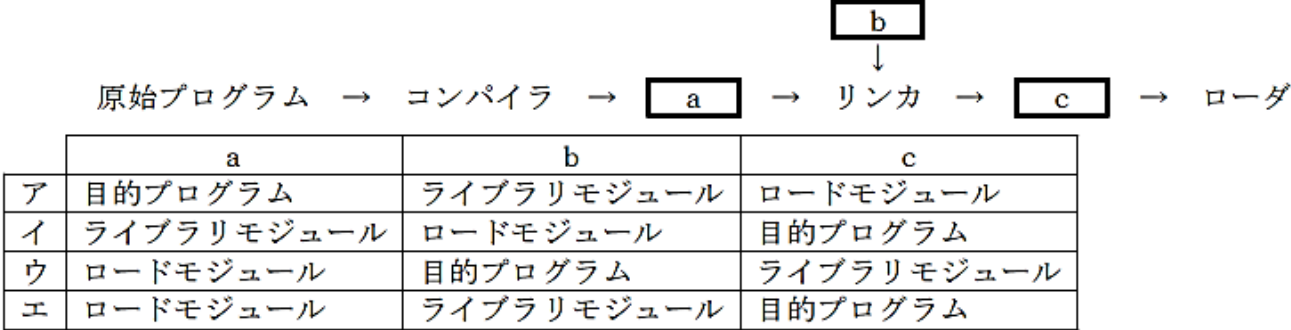 b
↓
原始プログラム → コンパイラ → a → リンカ → c → ローダ
a b c
ア 目的プログラム ライブラリモジュール ロードモジュール
イ ライブラリモジュール ロードモジュール 目的プログラム
ウ ロードモジュール 目的プログラム ライブラリモジュール
エ ロードモジュール ライブラリモジュール 目的プログラム